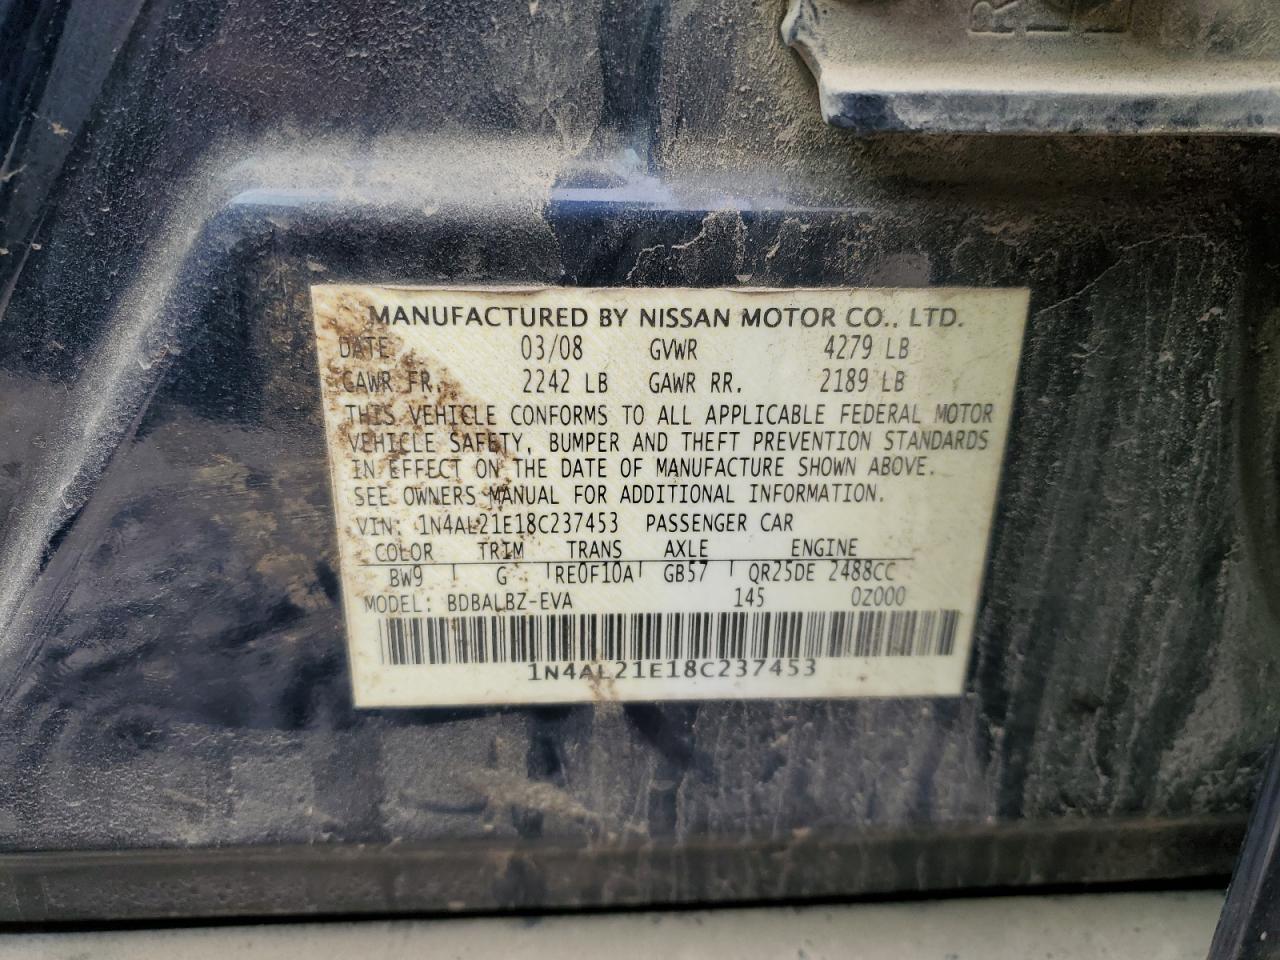 MANUFACTURED BY NISSAN MOTOR CO., LTD.
DATE 03/08 GVWR 4279 LB
GAWR FR. 2242 LB GAWR RR. 2189 LB
THIS VEHICLE CONFORMS TO ALL APPLICABLE FEDERAL MOTOR
VEHICLE SAFETY, BUMPER AND THEFT PREVENTION STANDARDS
IN EFFECT ON THE DATE OF MANUFACTURE SHOWN ABOVE.
SEE OWNERS MANUAL FOR ADDITIONAL INFORMATION.
VIN: 1N4AL21E18C237453 PASSENGER CAR
COLOR TRIM TRANS AXLE ENGINE
BW9 G RE0F10A GB57 QR25DE 2488CC
MODEL: BDBALBZ-EVA 145 0Z000
1N4AL21E18C237453